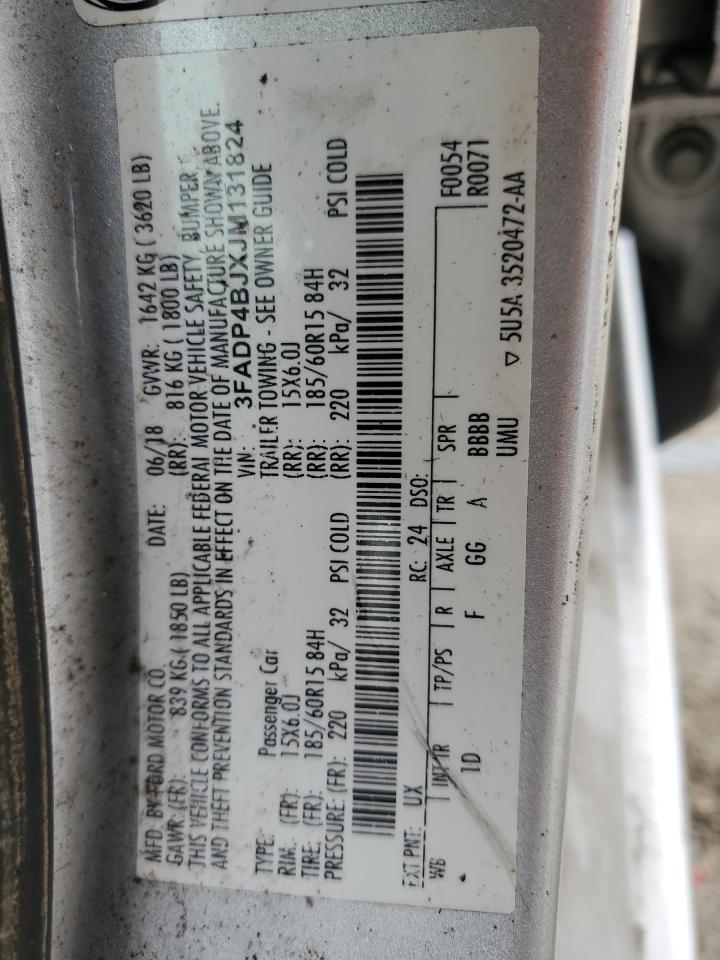 MFD. BY FORD MOTOR CO. DATE: 06/18 GVWR: 1642 KG ( 3620 LB)
GAWR: (FR): 839 KG ( 1850 LB) (RR): 816 KG ( 1800 LB)
THIS VEHICLE CONFORMS TO ALL APPLICABLE FEDERAL MOTOR VEHICLE SAFETY, BUMPER,
AND THEFT PREVENTION STANDARDS IN EFFECT ON THE DATE OF MANUFACTURE SHOWN ABOVE.
VIN: 3FADP4BJXJM131824
TYPE: Passenger Car TRAILER TOWING - SEE OWNER GUIDE
RIM: (FR): 15X6.0J (RR): 15X6.0J
TIRE: (FR): 185/60R15 84H (RR): 185/60R15 84H
PRESSURE (FR): 220 kPa/ 32 PSI COLD (RR): 220 kPa/ 32 PSI COLD
EXT PNT: UX RC: 24 DSO: F0054
WB INT TR TP/PS R AXLE TR SPR R0071
1D F GG A BBBB
UMU ▽ 5U5A 3520472-AA